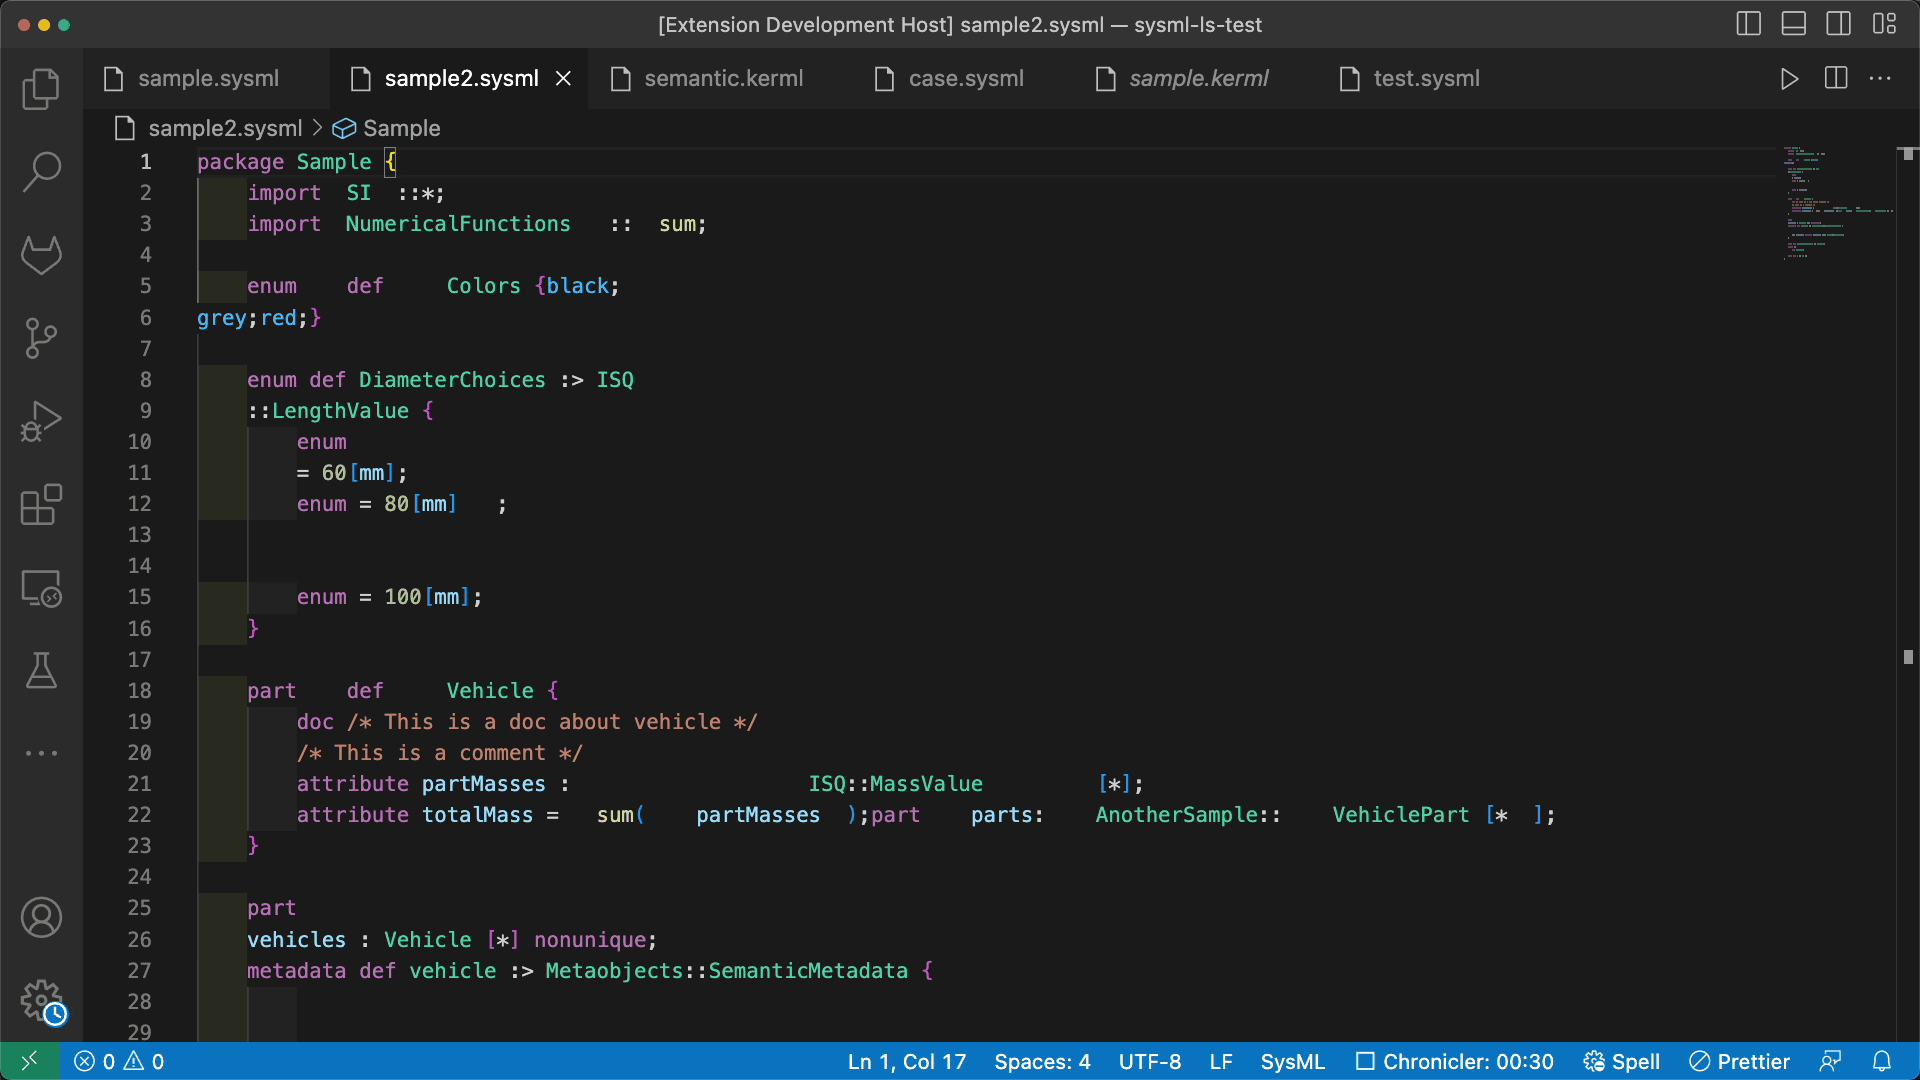 [Extension Development Host] sample2.sysml — sysml-ls-test
sample.sysml sample2.sysml semantic.kerml case.sysml sample.kerml test.sysml
sample2.sysml > Sample
1 package Sample {
2     import  SI  ::*;
3     import  NumericalFunctions   ::  sum;
4
5     enum    def     Colors {black;
6 grey;red;}
7
8     enum def DiameterChoices :> ISQ
9     ::LengthValue {
10         enum
11         = 60[mm];
12         enum = 80[mm]   ;
13
14
15         enum = 100[mm];
16     }
17
18     part    def     Vehicle {
19         doc /* This is a doc about vehicle */
20         /* This is a comment */
21         attribute partMasses :                   ISQ::MassValue         [*];
22         attribute totalMass =   sum(    partMasses  );part    parts:    AnotherSample::    VehiclePart [*  ];
23     }
24
25     part
26     vehicles : Vehicle [*] nonunique;
27     metadata def vehicle :> Metaobjects::SemanticMetadata {
28
29
0 0 Ln 1, Col 17 Spaces: 4 UTF-8 LF SysML Chronicler: 00:30 Spell Prettier